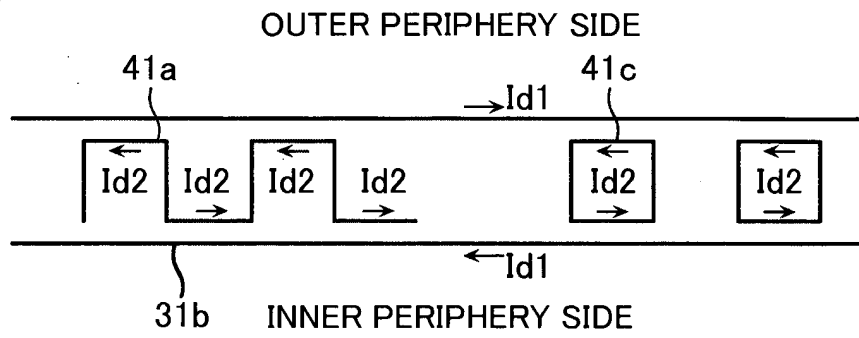 OUTER PERIPHERY SIDE
41a 41c
Id1
Id2 Id2 Id2 Id2 Id2 Id2
Id1
31b INNER PERIPHERY SIDE